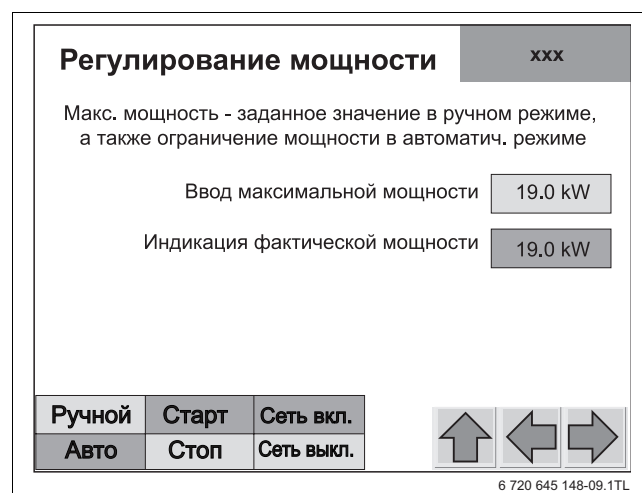 Регулирование мощности
xxx
Макс. мощность - заданное значение в ручном режиме,
а также ограничение мощности в автоматич. режиме
Ввод максимальной мощности
19.0 kW
Индикация фактической мощности
19.0 kW
Ручной Старт Сеть вкл.
Авто Стоп Сеть выкл.
6 720 645 148-09.1TL